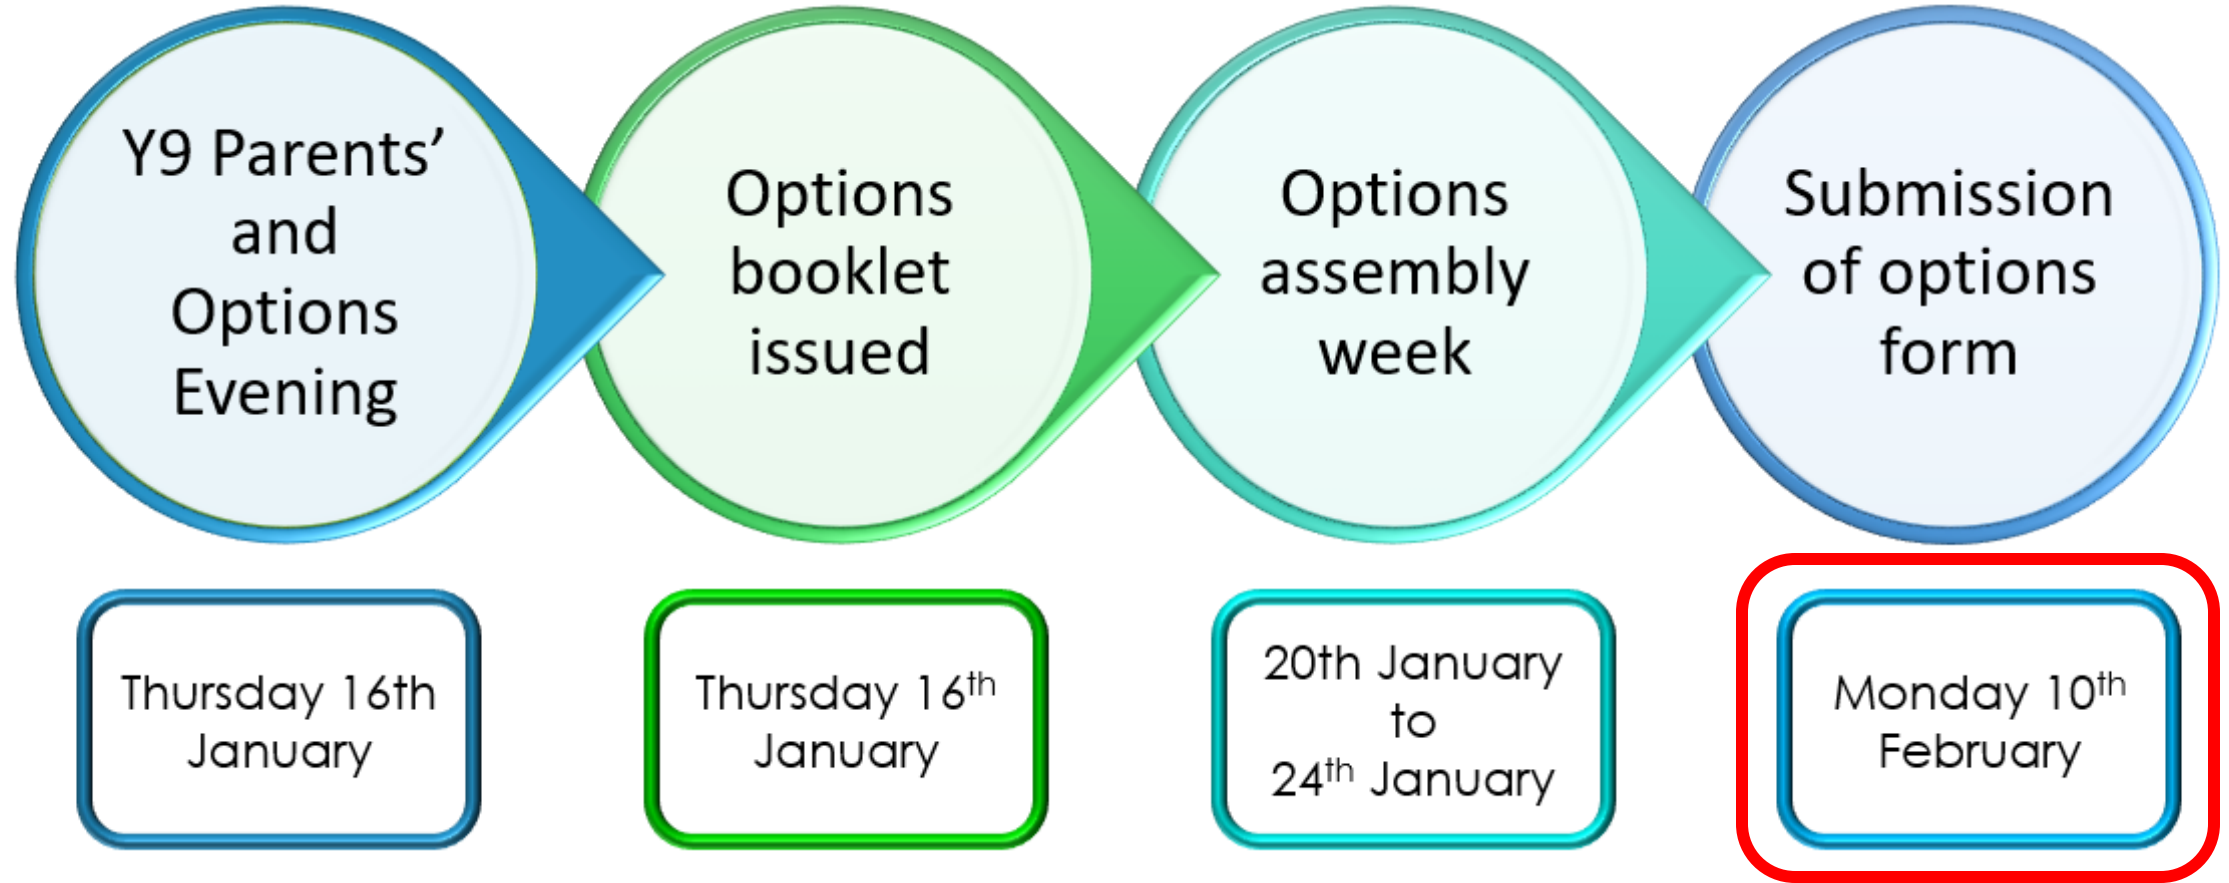 Y9 Parents’
and
Options
Evening
Options
booklet
issued
Options
assembly
week
Submission
of options
form
Thursday 16th
January
Thursday 16th
January
20th January
to
24th January
Monday 10th
February